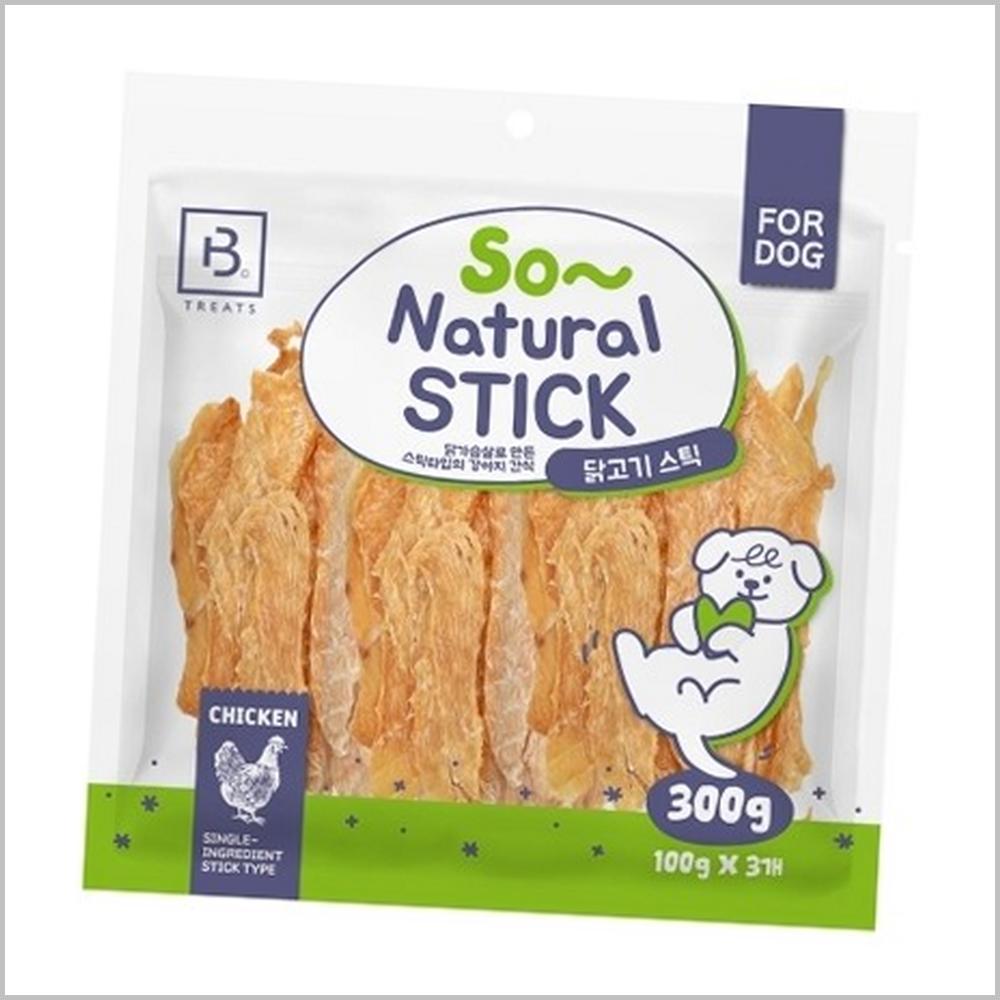 B
TREATS
FOR
DOG
So~
Natural
STICK
닭가슴살로 만든
스틱타입의 강아지 간식
닭고기 스틱
CHICKEN
SINGLE-
INGREDIENT
STICK TYPE
300g
100g X 3개